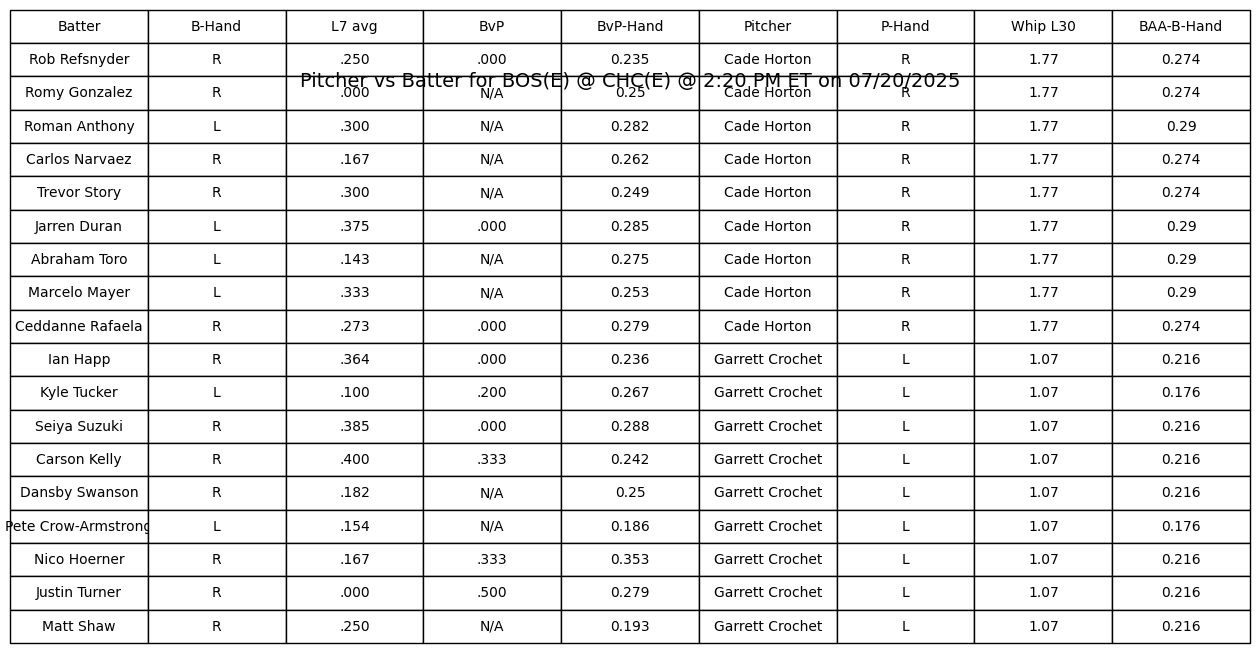 Batter B-Hand L7 avg BvP BvP-Hand Pitcher P-Hand Whip L30 BAA-B-Hand
Rob Refsnyder R .250 .000 0.235 Cade Horton R 1.77 0.274
Pitcher vs Batter for BOS(E) @ CHC(E) @ 2:20 PM ET on 07/20/2025
Romy Gonzalez R .000 N/A 0.25 Cade Horton R 1.77 0.274
Roman Anthony L .300 N/A 0.282 Cade Horton R 1.77 0.29
Carlos Narvaez R .167 N/A 0.262 Cade Horton R 1.77 0.274
Trevor Story R .300 N/A 0.249 Cade Horton R 1.77 0.274
Jarren Duran L .375 .000 0.285 Cade Horton R 1.77 0.29
Abraham Toro L .143 N/A 0.275 Cade Horton R 1.77 0.29
Marcelo Mayer L .333 N/A 0.253 Cade Horton R 1.77 0.29
Ceddanne Rafaela R .273 .000 0.279 Cade Horton R 1.77 0.274
Ian Happ R .364 .000 0.236 Garrett Crochet L 1.07 0.216
Kyle Tucker L .100 .200 0.267 Garrett Crochet L 1.07 0.176
Seiya Suzuki R .385 .000 0.288 Garrett Crochet L 1.07 0.216
Carson Kelly R .400 .333 0.242 Garrett Crochet L 1.07 0.216
Dansby Swanson R .182 N/A 0.25 Garrett Crochet L 1.07 0.216
Pete Crow-Armstrong L .154 N/A 0.186 Garrett Crochet L 1.07 0.176
Nico Hoerner R .167 .333 0.353 Garrett Crochet L 1.07 0.216
Justin Turner R .000 .500 0.279 Garrett Crochet L 1.07 0.216
Matt Shaw R .250 N/A 0.193 Garrett Crochet L 1.07 0.216